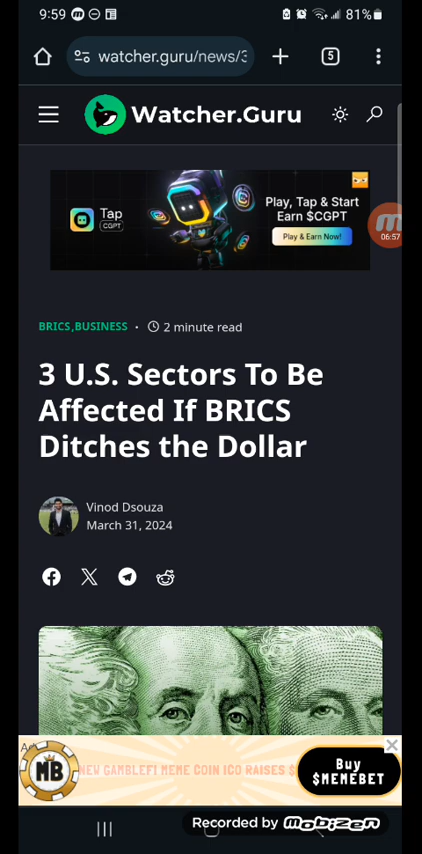 9:59
81%
watcher.guru/news/3
5
Watcher.Guru
Tap
CGPT
Play, Tap & Start
Earn $CGPT
Play & Earn Now!
06:57
BRICS,BUSINESS • 2 minute read
3 U.S. Sectors To Be
Affected If BRICS
Ditches the Dollar
Vinod Dsouza
March 31, 2024
MB
NEW GAMBLEFI MEME COIN ICO RAISES $
Buy
$MEMEBET
Recorded by mobizen